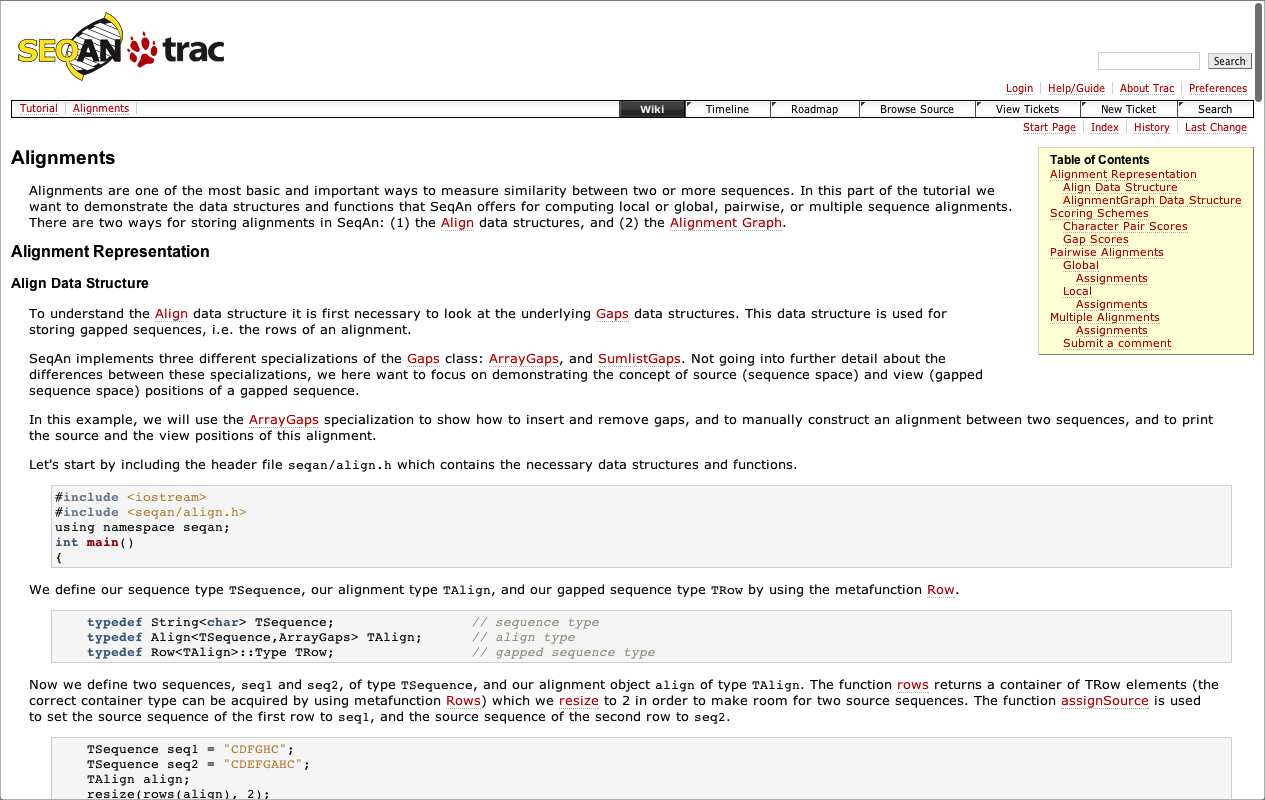 SEQAN trac
Search
Login Help/Guide About Trac Preferences
Tutorial Alignments Wiki Timeline Roadmap Browse Source View Tickets New Ticket Search
Start Page Index History Last Change
Alignments
Alignments are one of the most basic and important ways to measure similarity between two or more sequences. In this part of the tutorial we
want to demonstrate the data structures and functions that SeqAn offers for computing local or global, pairwise, or multiple sequence alignments.
There are two ways for storing alignments in SeqAn: (1) the Align data structures, and (2) the Alignment Graph.
Table of Contents
Alignment Representation
Align Data Structure
AlignmentGraph Data Structure
Scoring Schemes
Character Pair Scores
Gap Scores
Pairwise Alignments
Global
Assignments
Local
Assignments
Multiple Alignments
Assignments
Submit a comment
Alignment Representation
Align Data Structure
To understand the Align data structure it is first necessary to look at the underlying Gaps data structures. This data structure is used for
storing gapped sequences, i.e. the rows of an alignment.
SeqAn implements three different specializations of the Gaps class: ArrayGaps, and SumlistGaps. Not going into further detail about the
differences between these specializations, we here want to focus on demonstrating the concept of source (sequence space) and view (gapped
sequence space) positions of a gapped sequence.
In this example, we will use the ArrayGaps specialization to show how to insert and remove gaps, and to manually construct an alignment between two sequences, and to print
the source and the view positions of this alignment.
Let's start by including the header file seqan/align.h which contains the necessary data structures and functions.
#include <iostream>
#include <seqan/align.h>
using namespace seqan;
int main()
{
We define our sequence type TSequence, our alignment type TAlign, and our gapped sequence type TRow by using the metafunction Row.
typedef String<char> TSequence; // sequence type
typedef Align<TSequence,ArrayGaps> TAlign; // align type
typedef Row<TAlign>::Type TRow; // gapped sequence type
Now we define two sequences, seq1 and seq2, of type TSequence, and our alignment object align of type TAlign. The function rows returns a container of TRow elements (the
correct container type can be acquired by using metafunction Rows) which we resize to 2 in order to make room for two source sequences. The function assignSource is used
to set the source sequence of the first row to seq1, and the source sequence of the second row to seq2.
TSequence seq1 = "CDFGHC";
TSequence seq2 = "CDEFGAHC";
TAlign align;
resize(rows(align), 2);